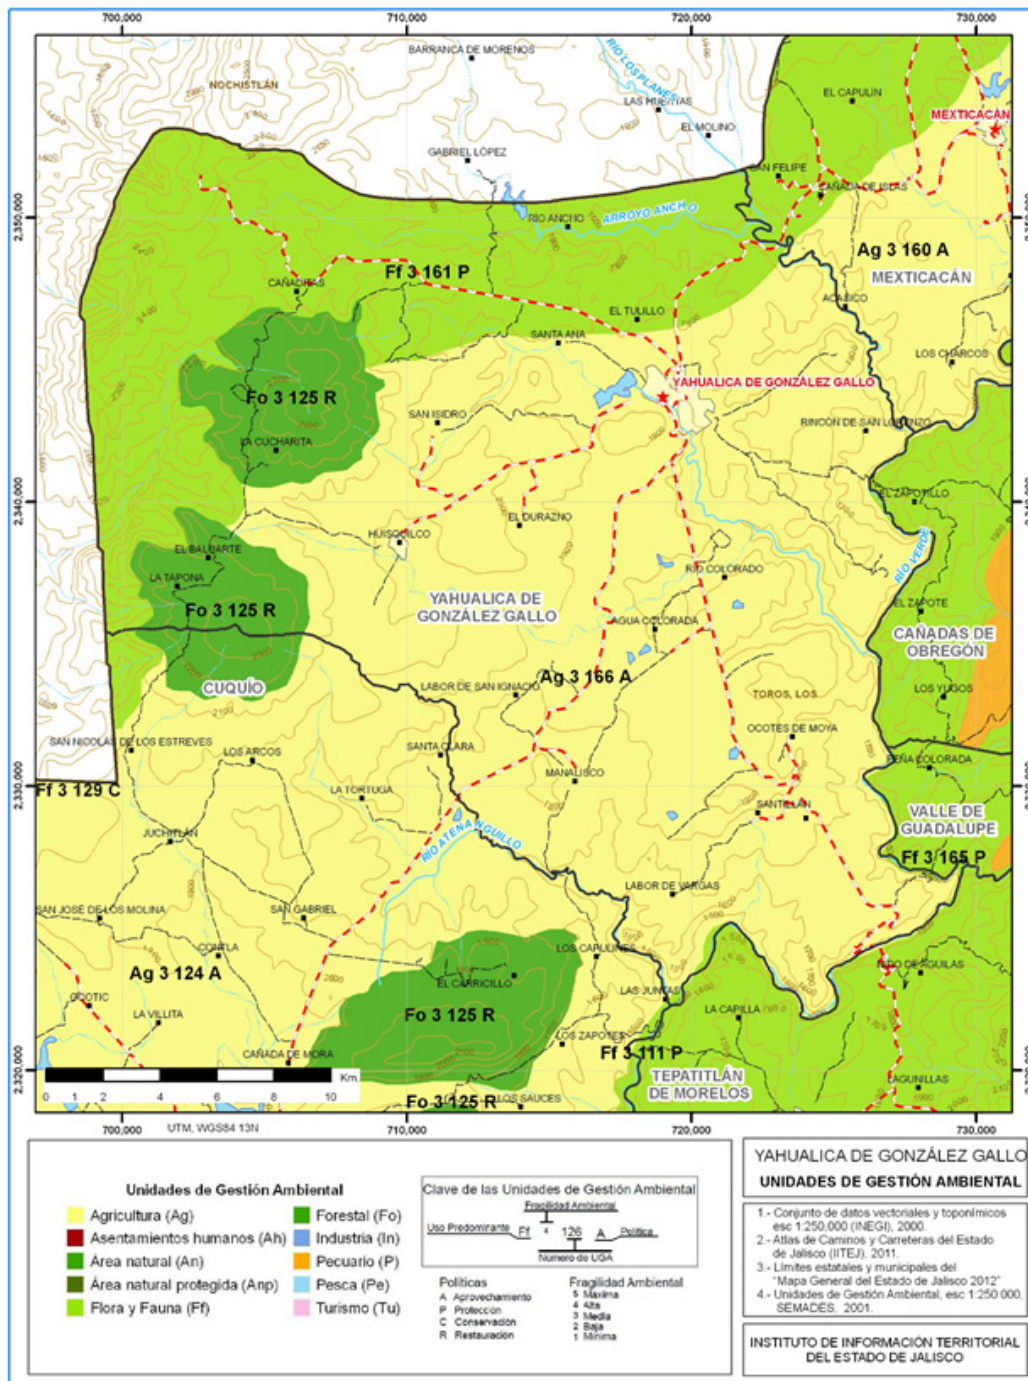 700,000 710,000 720,000 730,000
BARRANCA DE MORENOS
NOCHISTLÁN
RÍO LOS PLANES
LAS HUERTAS
EL CAPULÍN
MEXTICACÁN
EL MOLINO
GABRIEL LÓPEZ
SAN FELIPE
CAÑADA DE ISLAS
2,350,000
2,350,000
RÍO ANCHO
ARROYO ANCHO
Ag 3 160 A
MEXTICACÁN
Ff 3 161 P
CAÑADITAS
ACASICO
EL TULILLO
SANTA ANA
LOS CHARCOS
YAHUALICA DE GONZÁLEZ GALLO
Fo 3 125 R
SAN ISIDRO
RINCÓN DE SAN LORENZO
LA CUCHARITA
2,340,000
2,340,000
EL ZAPOTILLO
EL DURAZNO
HUISQUILCO
EL BALUARTE
RÍO VERDE
LA TAPONA
RÍO COLORADO
YAHUALICA DE
GONZÁLEZ GALLO
Fo 3 125 R
EL ZAPOTE
AGUA COLORADA
CAÑADAS DE
OBREGÓN
Ag 3 166 A
CUQUÍO
LABOR DE SAN IGNACIO
TOROS, LOS
LOS YUGOS
OCOTES DE MOYA
SAN NICOLAS DE LOS ESTREVES
LOS ARCOS
SANTA CLARA
PEÑA COLORADA
2,330,000
2,330,000
MANALISCO
Ff 3 129 C
LA TORTUGA
SANTILLÁN
VALLE DE
GUADALUPE
JUCHITLÁN
RÍO ATENANGUILLO
Ff 3 165 P
LABOR DE VARGAS
SAN JOSÉ DE LOS MOLINA
SAN GABRIEL
CONTLA
LOS CAPULINES
Ag 3 124 A
EL CARRICILLO
NIDO DE AGUILAS
OCOTIC
LAS JUNTAS
LA VILLITA
Fo 3 125 R
LA CAPILLA
LOS ZAPOTES
Ff 3 111 P
CAÑADA DE MORA
2,320,000
TEPATITLÁN
DE MORELOS
LAGUNILLAS
Km.
0 1 2 4 6 8 10
Fo 3 125 R
LOS SAUCES
700,000 710,000 720,000 730,000
UTM, WGS84 13N
Unidades de Gestión Ambiental
Agricultura (Ag)
Asentamientos humanos (Ah)
Área natural (An)
Área natural protegida (Anp)
Flora y Fauna (Ff)
Forestal (Fo)
Industria (In)
Pecuario (P)
Pesca (Pe)
Turismo (Tu)
Clave de las Unidades de Gestión Ambiental
Fragilidad Ambiental
Uso Predominante Ff 4 126 A Política
Numero de UGA
Políticas
A Aprovechamiento
P Protección
C Conservación
R Restauración
Fragilidad Ambiental
5 Máxima
4 Alta
3 Media
2 Baja
1 Mínima
YAHUALICA DE GONZÁLEZ GALLO
UNIDADES DE GESTIÓN AMBIENTAL
1.- Conjunto de datos vectoriales y toponímicos
esc 1:250,000 (INEGI), 2000.
2.- Atlas de Caminos y Carreteras del Estado
de Jalisco (IITEJ), 2011.
3.- Límites estatales y municipales del
"Mapa General del Estado de Jalisco 2012"
4.- Unidades de Gestión Ambiental, esc 1:250 000,
SEMADES, 2001.
INSTITUTO DE INFORMACIÓN TERRITORIAL
DEL ESTADO DE JALISCO